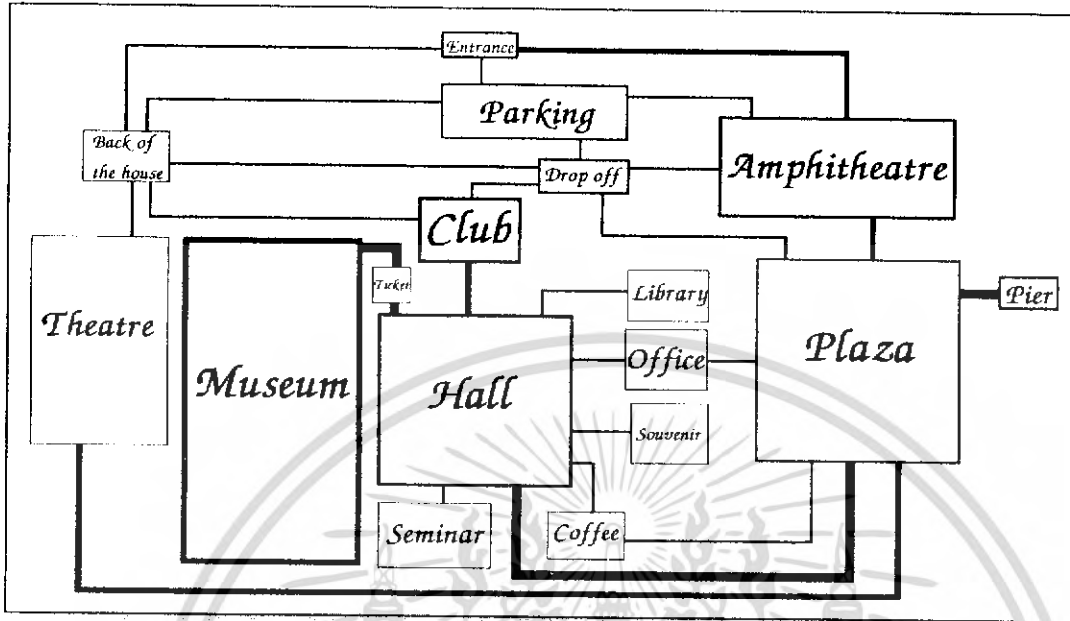 Entrance
Parking
Back of
the house
Drop off
Amphitheatre
Club
Ticket
Library
Pier
Theatre
Museum
Hall
Office
Plaza
Souvenir
Seminar
Coffee